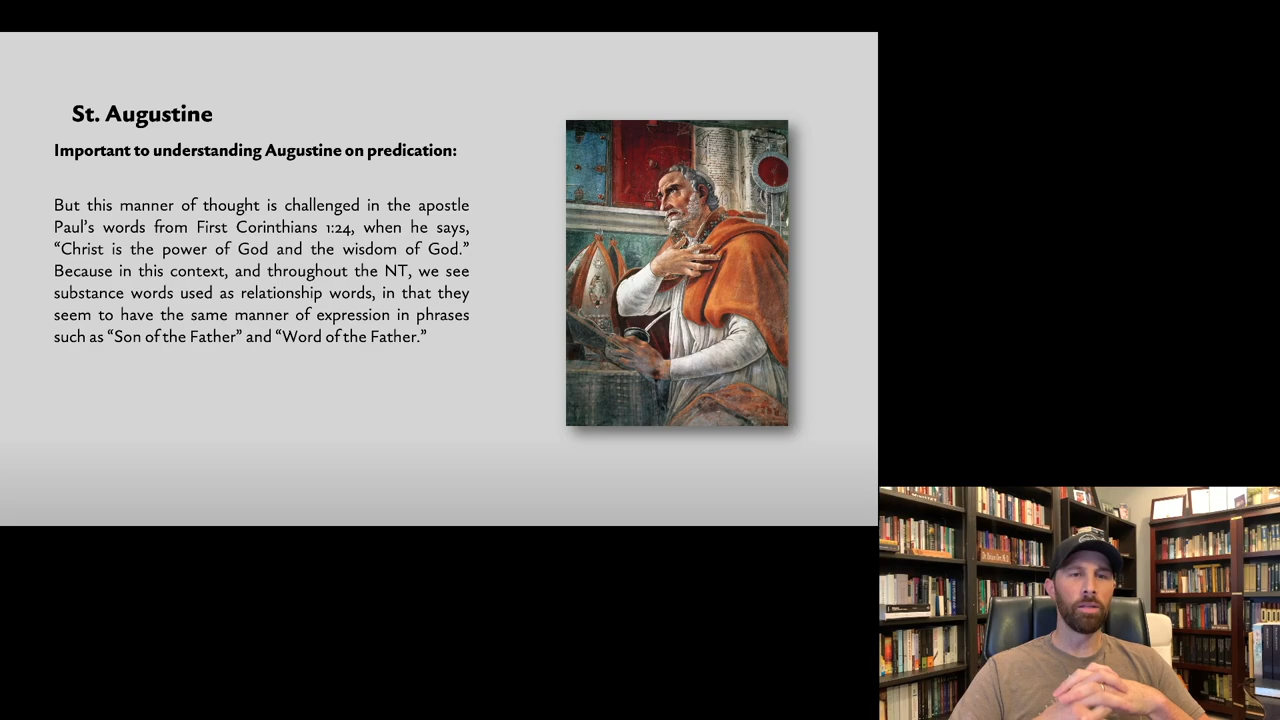 St. Augustine
Important to understanding Augustine on predication:
But this manner of thought is challenged in the apostle
Paul’s words from First Corinthians 1:24, when he says,
“Christ is the power of God and the wisdom of God.”
Because in this context, and throughout the NT, we see
substance words used as relationship words, in that they
seem to have the same manner of expression in phrases
such as “Son of the Father” and “Word of the Father.”